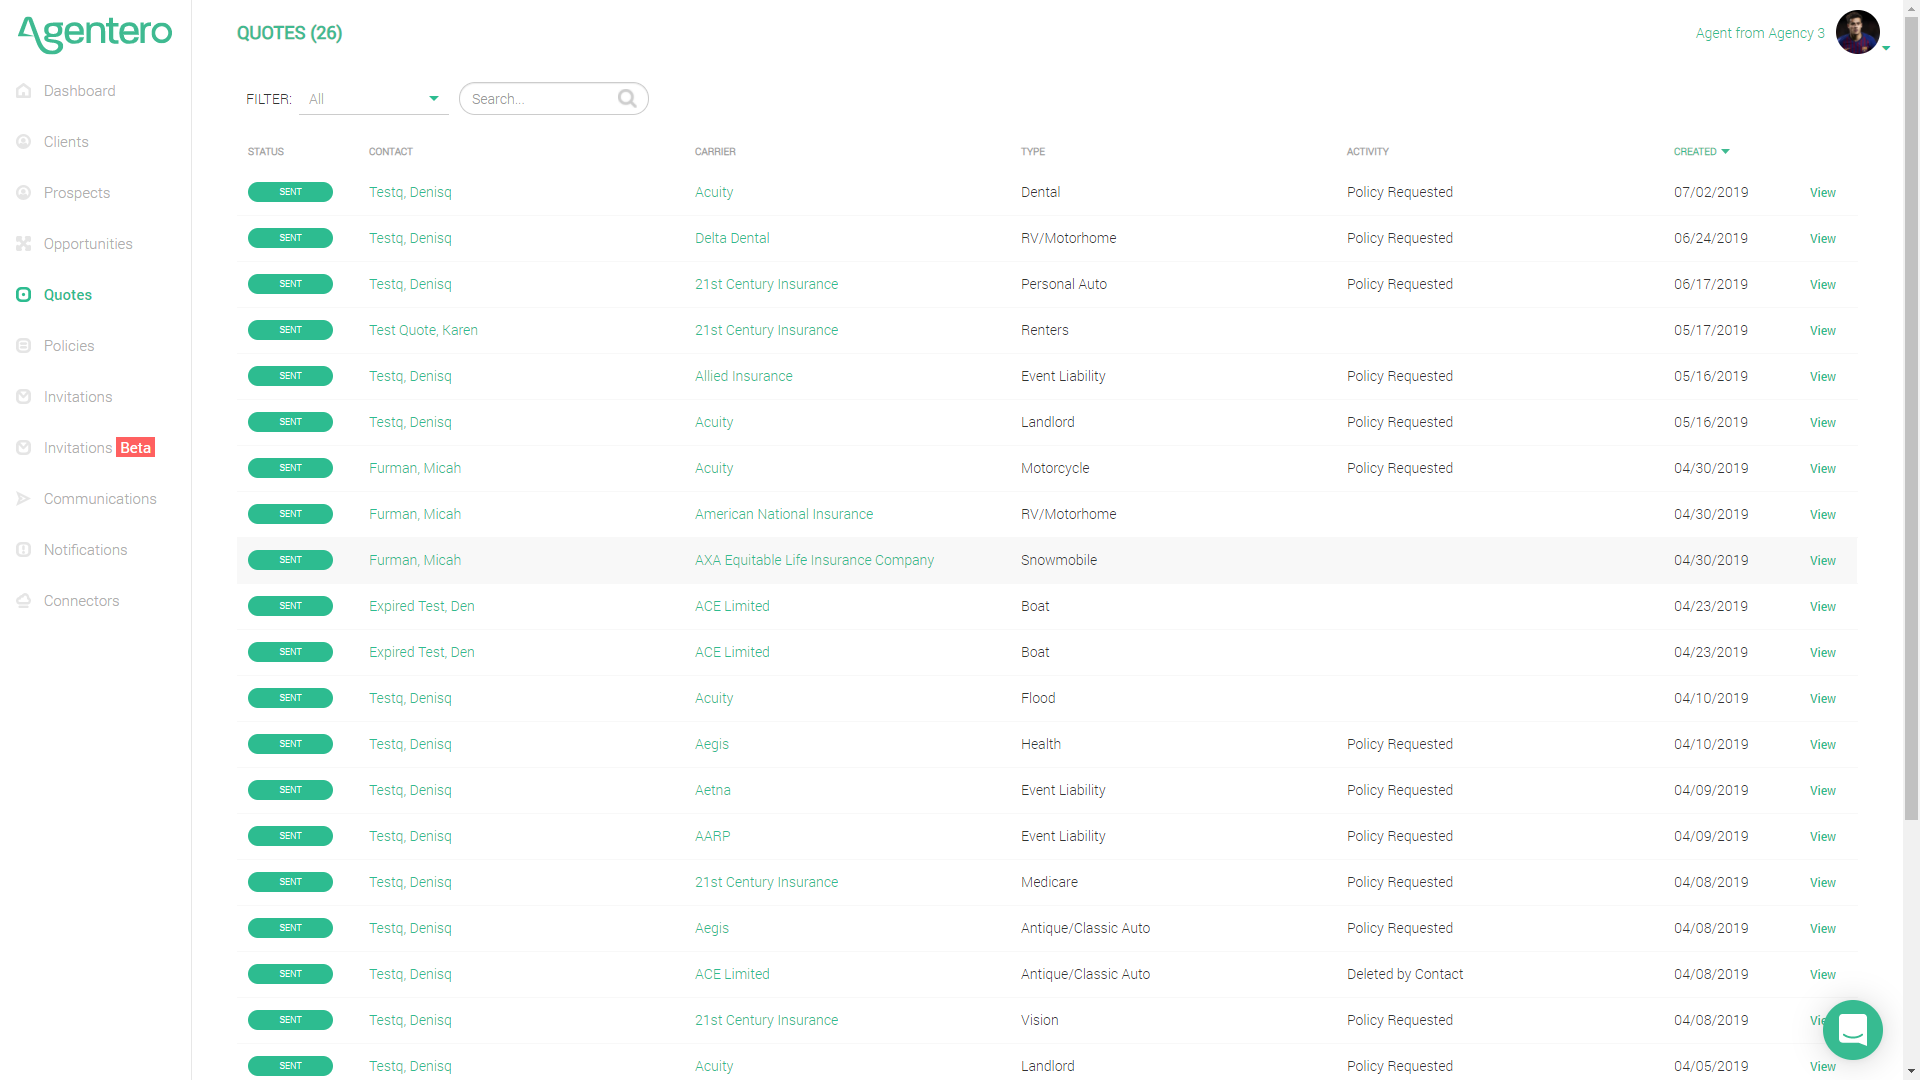 Agentero
QUOTES (26)
Agent from Agency 3
Dashboard
Clients
Prospects
Opportunities
Quotes
Policies
Invitations
Invitations Beta
Communications
Notifications
Connectors
FILTER: All Search...
STATUS CONTACT CARRIER TYPE ACTIVITY CREATED
SENT Testq, Denisq Acuity Dental Policy Requested 07/02/2019 View
SENT Testq, Denisq Delta Dental RV/Motorhome Policy Requested 06/24/2019 View
SENT Testq, Denisq 21st Century Insurance Personal Auto Policy Requested 06/17/2019 View
SENT Test Quote, Karen 21st Century Insurance Renters 05/17/2019 View
SENT Testq, Denisq Allied Insurance Event Liability Policy Requested 05/16/2019 View
SENT Testq, Denisq Acuity Landlord Policy Requested 05/16/2019 View
SENT Furman, Micah Acuity Motorcycle Policy Requested 04/30/2019 View
SENT Furman, Micah American National Insurance RV/Motorhome 04/30/2019 View
SENT Furman, Micah AXA Equitable Life Insurance Company Snowmobile 04/30/2019 View
SENT Expired Test, Den ACE Limited Boat 04/23/2019 View
SENT Expired Test, Den ACE Limited Boat 04/23/2019 View
SENT Testq, Denisq Acuity Flood 04/10/2019 View
SENT Testq, Denisq Aegis Health Policy Requested 04/10/2019 View
SENT Testq, Denisq Aetna Event Liability Policy Requested 04/09/2019 View
SENT Testq, Denisq AARP Event Liability Policy Requested 04/09/2019 View
SENT Testq, Denisq 21st Century Insurance Medicare Policy Requested 04/08/2019 View
SENT Testq, Denisq Aegis Antique/Classic Auto Policy Requested 04/08/2019 View
SENT Testq, Denisq ACE Limited Antique/Classic Auto Deleted by Contact 04/08/2019 View
SENT Testq, Denisq 21st Century Insurance Vision Policy Requested 04/08/2019
SENT Testq, Denisq Acuity Landlord Policy Requested 04/05/2019 View